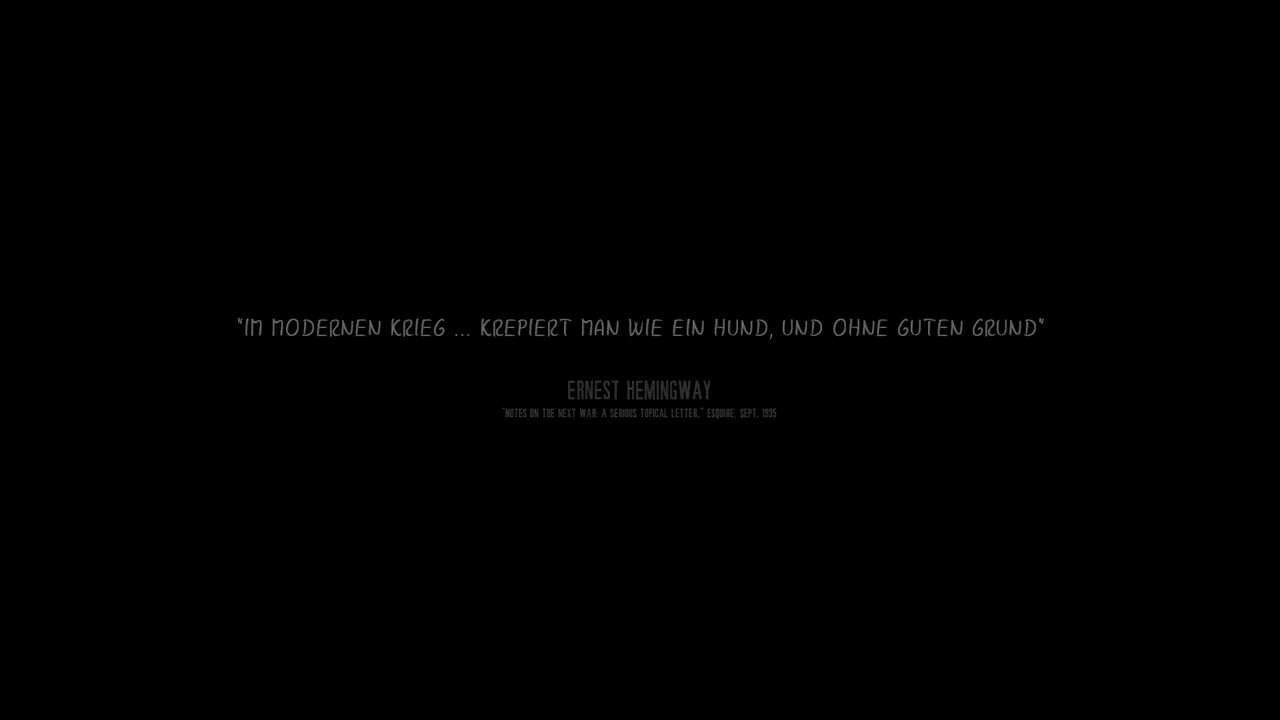 "IM MODERNEN KRIEG ... KREPIERT MAN WIE EIN HUND, UND OHNE GUTEN GRUND"
ERNEST HEMINGWAY
"NOTES ON THE NEXT WAR: A SERIOUS TOPICAL LETTER," ESQUIRE, SEPT. 1935